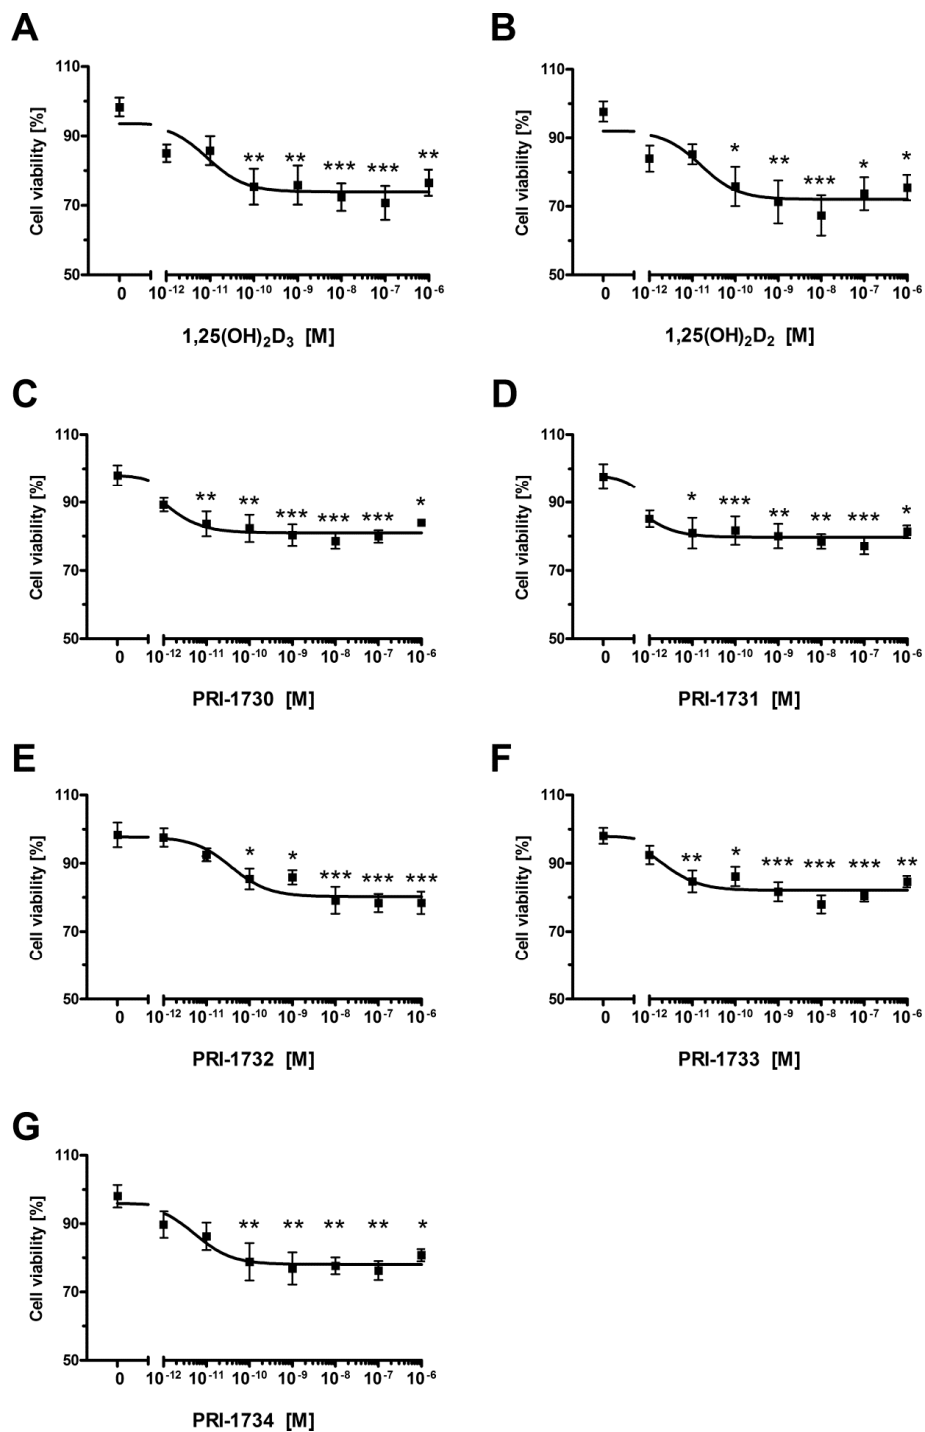 A
110
90
70
50
Cell viability [%]
** ** *** *** **
0 10-12 10-11 10-10 10-9 10-8 10-7 10-6
1,25(OH)2D3 [M]
B
110
90
70
50
Cell viability [%]
* ** *** * *
0 10-12 10-11 10-10 10-9 10-8 10-7 10-6
1,25(OH)2D2 [M]
C
110
90
70
50
Cell viability [%]
** ** *** *** *** *
0 10-12 10-11 10-10 10-9 10-8 10-7 10-6
PRI-1730 [M]
D
110
90
70
50
Cell viability [%]
* *** ** ** *** *
0 10-12 10-11 10-10 10-9 10-8 10-7 10-6
PRI-1731 [M]
E
110
90
70
50
Cell viability [%]
* * *** *** ***
0 10-12 10-11 10-10 10-9 10-8 10-7 10-6
PRI-1732 [M]
F
110
90
70
50
Cell viability [%]
** * *** *** *** **
0 10-12 10-11 10-10 10-9 10-8 10-7 10-6
PRI-1733 [M]
G
110
90
70
50
Cell viability [%]
** ** ** ** *
0 10-12 10-11 10-10 10-9 10-8 10-7 10-6
PRI-1734 [M]